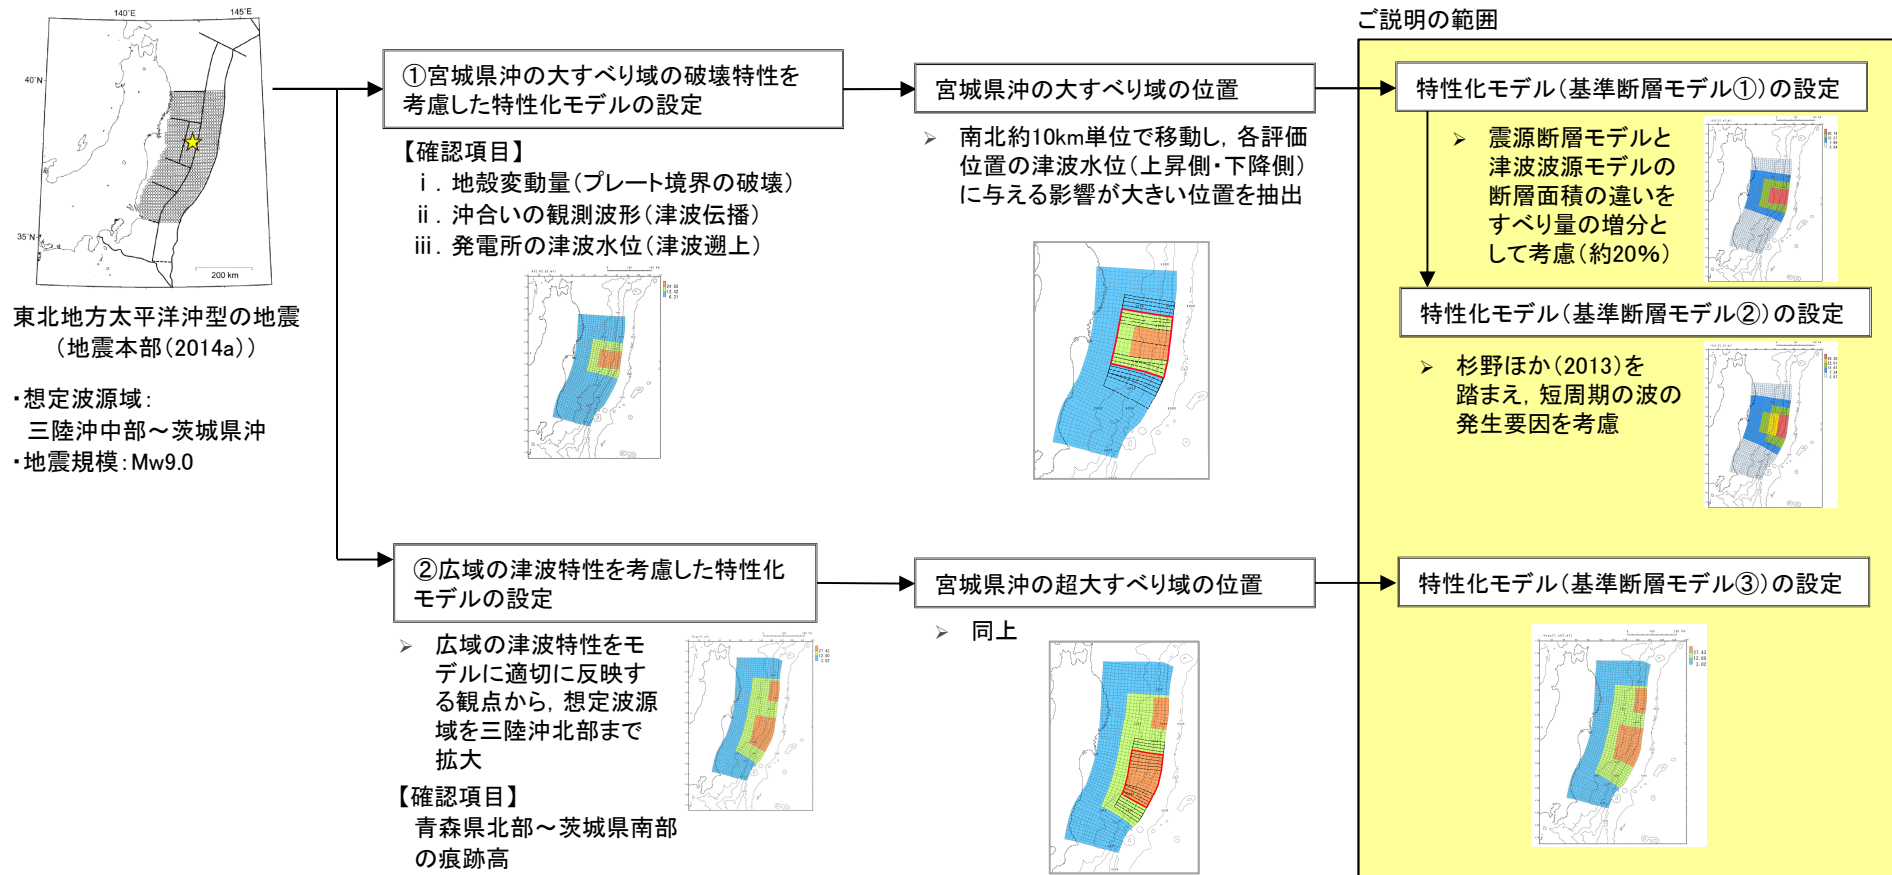 ご説明の範囲
140°E
145°E
40°N
35°N
200 km
東北地方太平洋沖型の地震
(地震本部(2014a))
・想定波源域:
三陸沖中部～茨城県沖
・地震規模:Mw9.0
①宮城県沖の大すべり域の破壊特性を
考慮した特性化モデルの設定
【確認項目】
ⅰ. 地殻変動量(プレート境界の破壊)
ⅱ. 沖合いの観測波形(津波伝播)
ⅲ. 発電所の津波水位(津波遡上)
宮城県沖の大すべり域の位置
➢ 南北約10km単位で移動し, 各評価
位置の津波水位(上昇側・下降側)
に与える影響が大きい位置を抽出
特性化モデル(基準断層モデル①)の設定
➢ 震源断層モデルと
津波波源モデルの
断層面積の違いを
すべり量の増分と
して考慮(約20%)
特性化モデル(基準断層モデル②)の設定
➢ 杉野ほか(2013)を
踏まえ, 短周期の波の
発生要因を考慮
②広域の津波特性を考慮した特性化
モデルの設定
➢ 広域の津波特性をモ
デルに適切に反映す
る観点から, 想定波源
域を三陸沖北部まで
拡大
【確認項目】
青森県北部～茨城県南部
の痕跡高
宮城県沖の超大すべり域の位置
➢ 同上
特性化モデル(基準断層モデル③)の設定